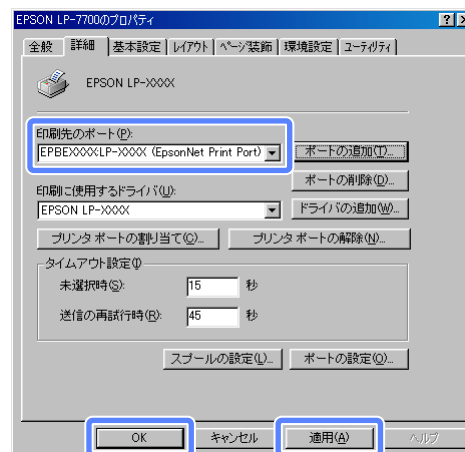 EPSON LP-7700のプロパティ
全般 詳細 基本設定 レイアウト ページ装飾 環境設定 ユーティリティ
EPSON LP-XXXX
印刷先のポート(P):
EPBEXXXX:LP-XXXX (EpsonNet Print Port) ポートの追加(T)...
ポートの削除(D)...
印刷に使用するドライバ(U):
EPSON LP-XXXX ドライバの追加(W)...
プリンタ ポートの割り当て(C)... プリンタ ポートの解除(N)...
タイムアウト設定(I)
未選択時(S): 15 秒
送信の再試行時(R): 45 秒
スプールの設定(L)... ポートの設定(O)...
OK キャンセル 適用(A) ヘルプ